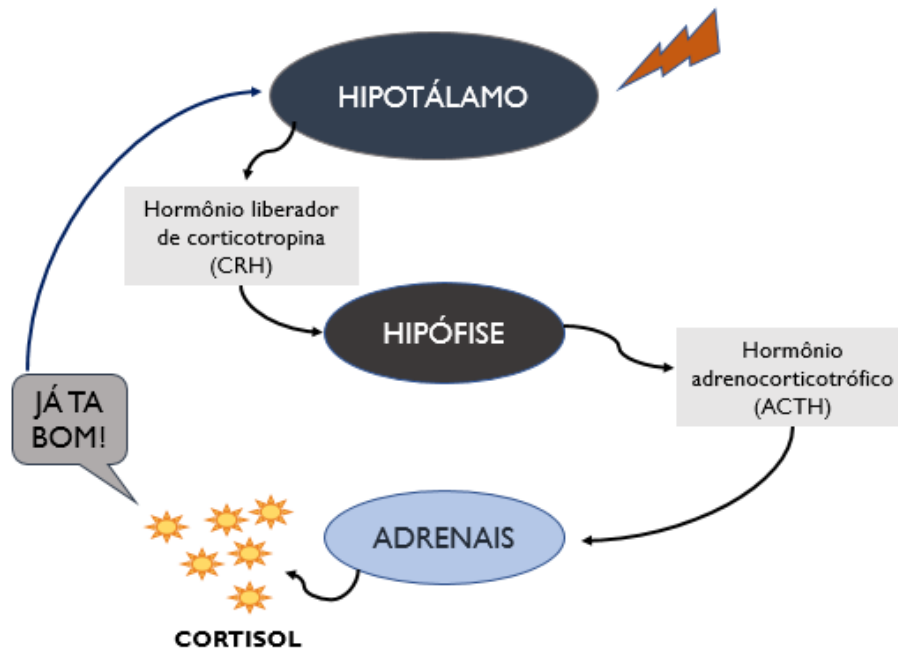 HIPOTÁLAMO
Hormônio liberador
de corticotropina
(CRH)
HIPÓFISE
Hormônio
adrenocorticotrófico
(ACTH)
JÁ TA
BOM!
ADRENAIS
CORTISOL